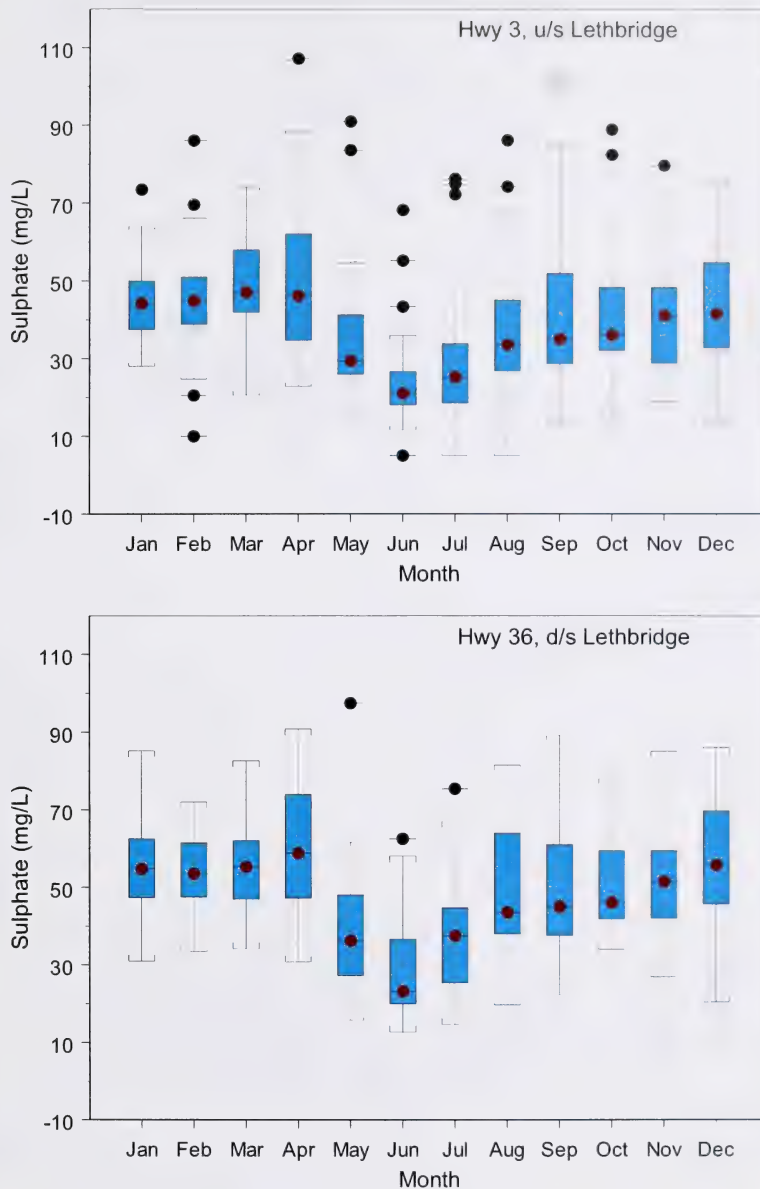 Hwy 3, u/s Lethbridge
110
90
70
50
30
10
-10
Sulphate (mg/L)
Jan Feb Mar Apr May Jun Jul Aug Sep Oct Nov Dec
Month
Hwy 36, d/s Lethbridge
110
90
70
50
30
10
-10
Sulphate (mg/L)
Jan Feb Mar Apr May Jun Jul Aug Sep Oct Nov Dec
Month